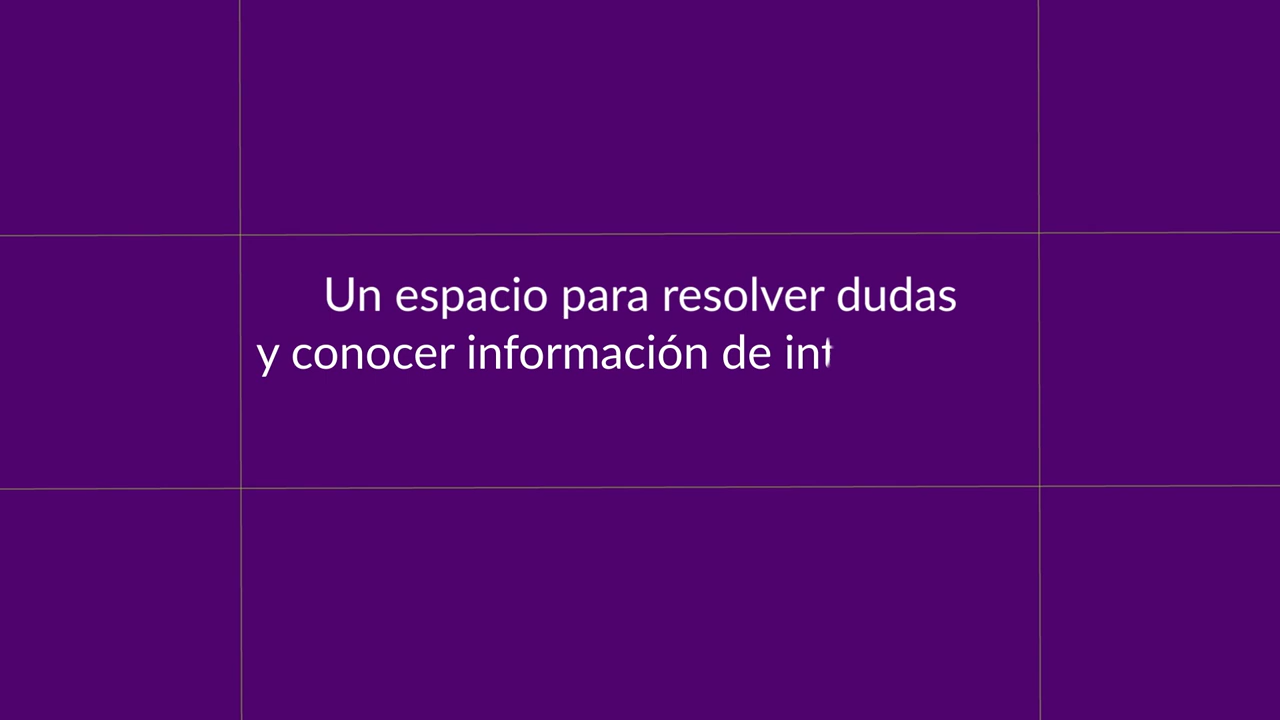 Un espacio para resolver dudas
y conocer información de int